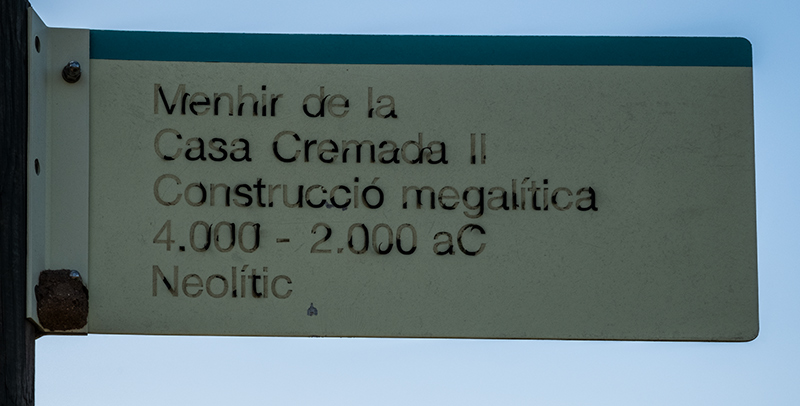 Menhir de la
Casa Cremada II
Construcció megalítica
4.000 - 2.000 aC
Neolític